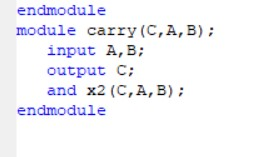 endmodule
module carry(C,A,B);
input A,B;
output C;
and x2(C,A,B);
endmodule